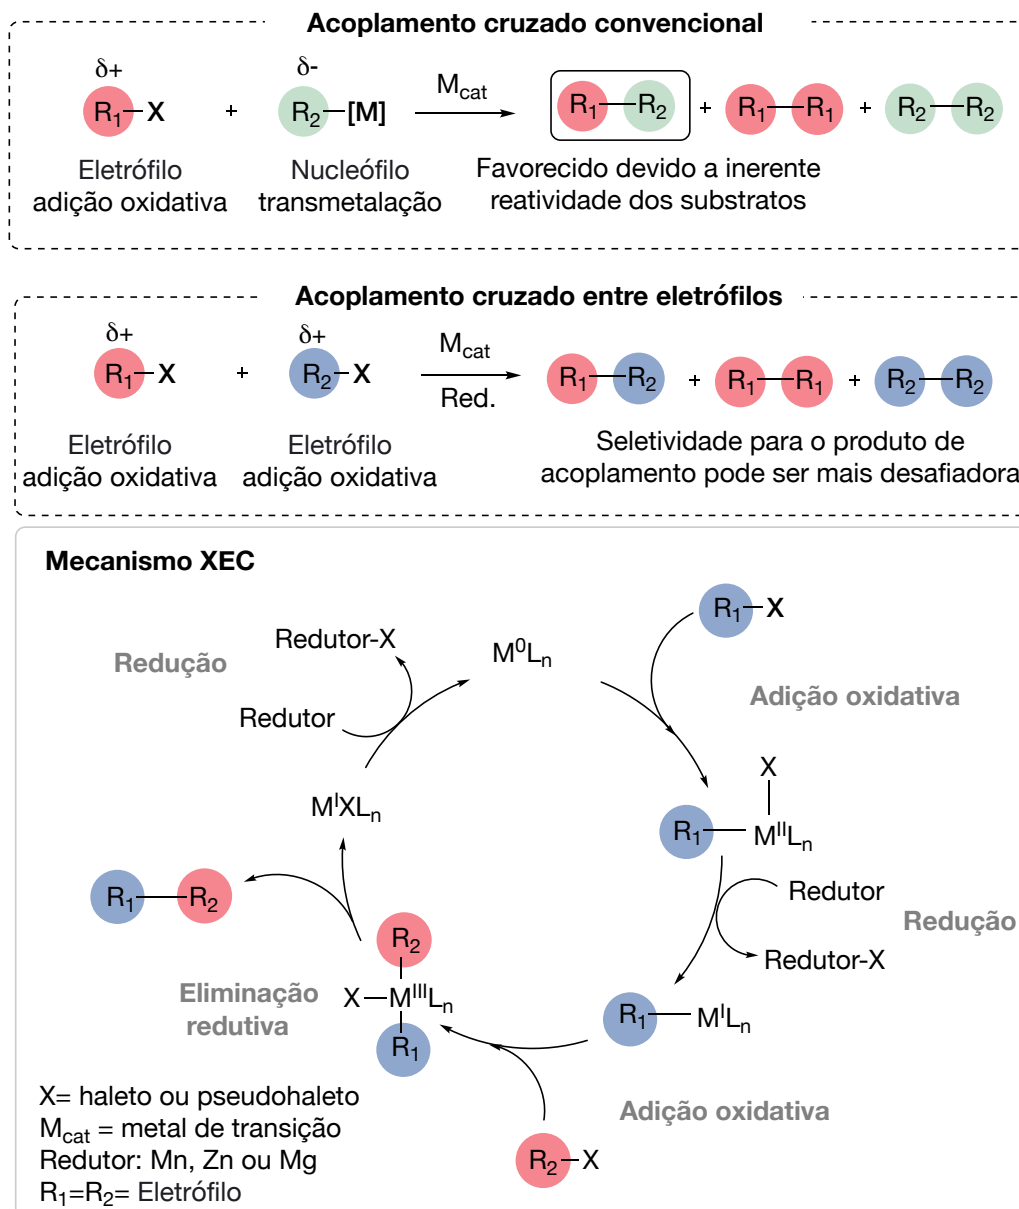 Acoplamento cruzado convencional
δ+ δ-
R₁—X + R₂—[M] M_cat R₁—R₂ + R₁—R₁ + R₂—R₂
Eletrófilo
adição oxidativa
Nucleófilo
transmetalação
Favorecido devido a inerente
reatividade dos substratos
Acoplamento cruzado entre eletrófilos
δ+ δ+
R₁—X + R₂—X M_cat Red. R₁—R₂ + R₁—R₁ + R₂—R₂
Eletrófilo
adição oxidativa
Eletrófilo
adição oxidativa
Seletividade para o produto de
acoplamento pode ser mais desafiadora
Mecanismo XEC
R₁—X
Redutor-X
M⁰Lₙ
Redução
Adição oxidativa
Redutor
X
MᴵXLₙ
R₁—MᴵᴵLₙ
Redutor
R₁—R₂
Redução
R₂
Redutor-X
X—MᴵᴵᴵLₙ
Eliminação
redutiva
R₁—MᴵLₙ
R₁
Adição oxidativa
R₂—X
X= haleto ou pseudohaleto
M_cat = metal de transição
Redutor: Mn, Zn ou Mg
R₁=R₂= Eletrófilo